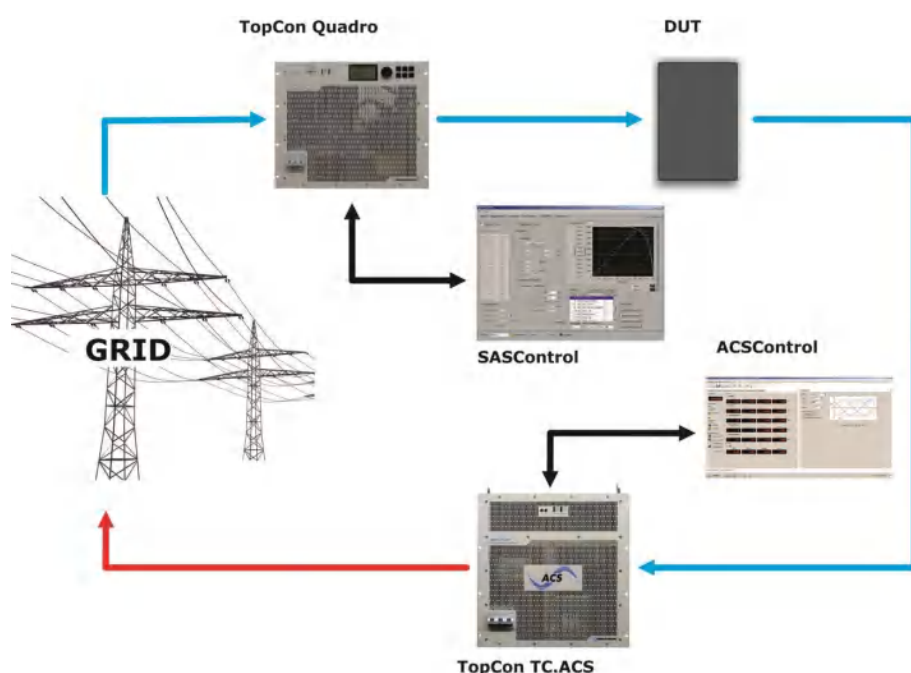 TopCon Quadro
DUT
GRID
SASControl
ACSControl
ACS
TopCon TC.ACS